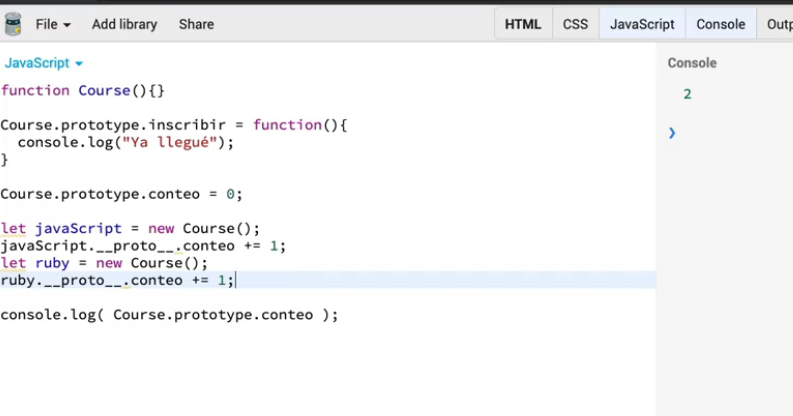 File Add library Share HTML CSS JavaScript Console Outp
JavaScript
Console
function Course(){}
2
Course.prototype.inscribir = function(){
console.log("Ya llegué");
}
Course.prototype.conteo = 0;
let javaScript = new Course();
javaScript.__proto__.conteo += 1;
let ruby = new Course();
ruby.__proto__.conteo += 1;
console.log( Course.prototype.conteo );